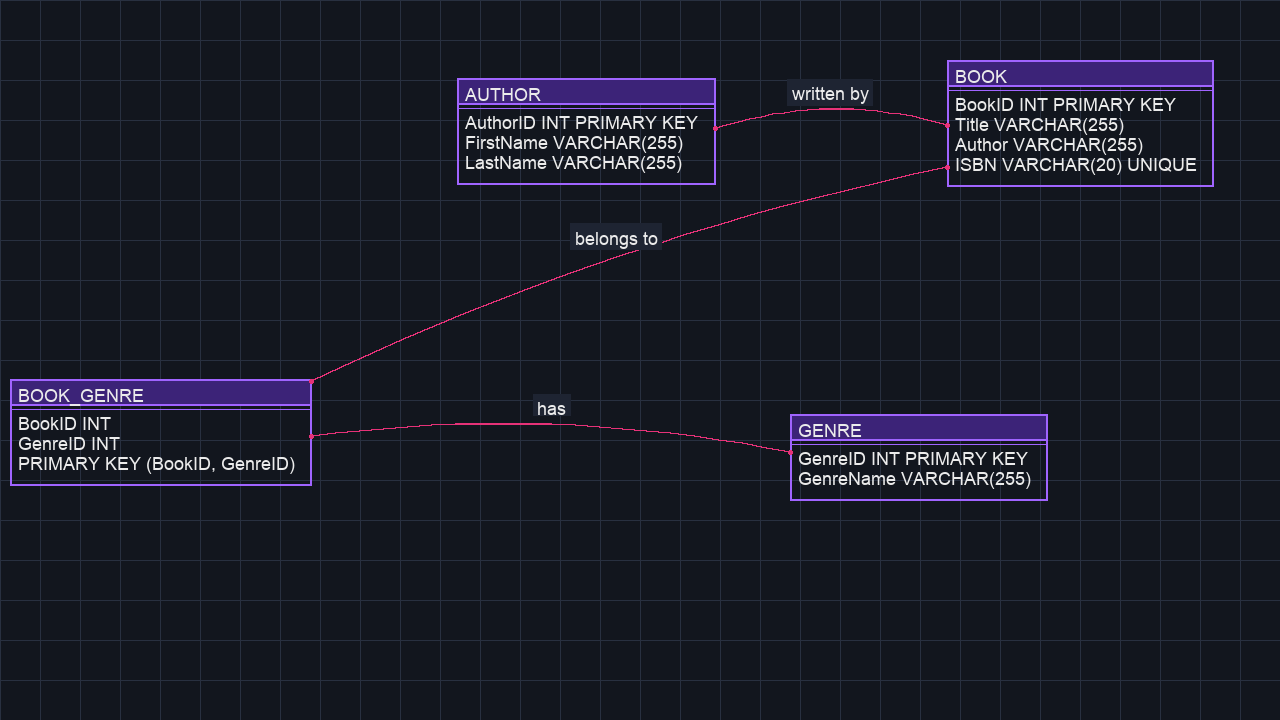 AUTHOR
AuthorID INT PRIMARY KEY
FirstName VARCHAR(255)
LastName VARCHAR(255)
written by
BOOK
BookID INT PRIMARY KEY
Title VARCHAR(255)
Author VARCHAR(255)
ISBN VARCHAR(20) UNIQUE
belongs to
BOOK_GENRE
BookID INT
GenreID INT
PRIMARY KEY (BookID, GenreID)
has
GENRE
GenreID INT PRIMARY KEY
GenreName VARCHAR(255)